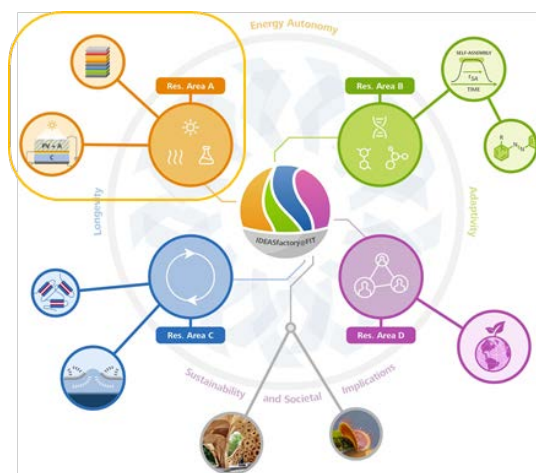 Energy Autonomy
Res. Area A
Res. Area B
SELF-ASSEMBLY
tSA
TIME
PV + R
C
R
N
N
Longevity
Adaptivity
IDEASfactory@FIT
Res. Area C
Res. Area D
Sustainability and Societal Implications